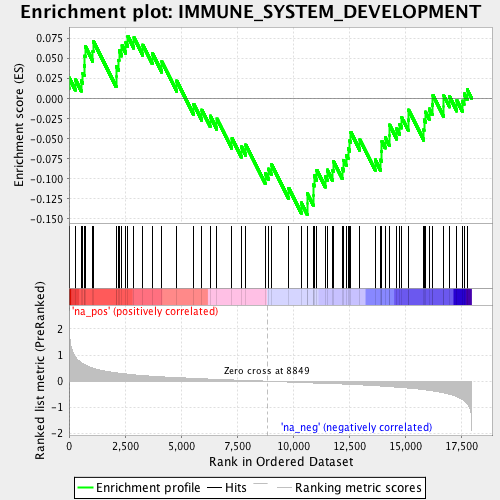 Enrichment plot: IMMUNE_SYSTEM_DEVELOPMENT
Enrichment score (ES)
0.075
0.050
0.025
0.000
-0.025
-0.050
-0.075
-0.100
-0.125
-0.150
'na_pos' (positively correlated)
Ranked list metric (PreRanked)
2
1
0
-1
-2
Zero cross at 8849
'na_neg' (negatively correlated)
0
2,500
5,000
7,500
10,000
12,500
15,000
17,500
Rank in Ordered Dataset
Enrichment profile
Hits
Ranking metric scores